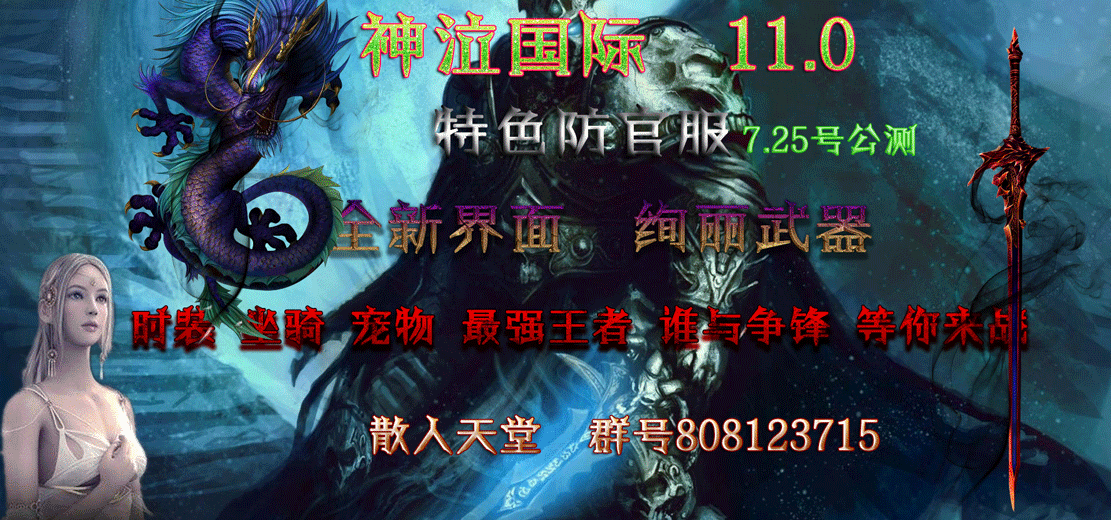 神泣国际 11.0
特色防官服 7.25号公测
全新界面 绚丽武器
时装 坐骑 宠物 最强王者 谁与争锋 等你来战
散人天堂 群号808123715